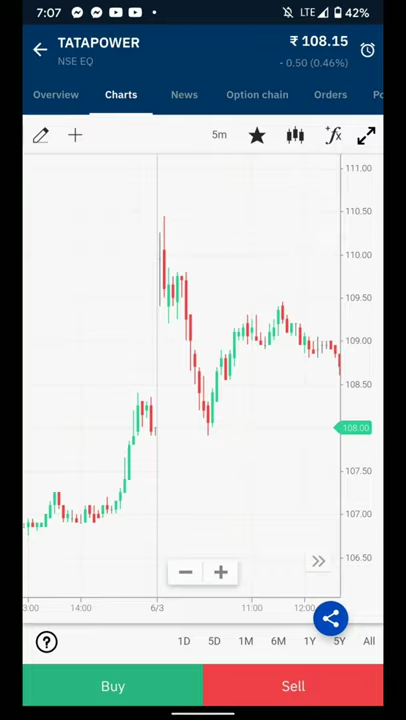 7:07 LTE 42%
TATAPOWER ₹ 108.15
NSE EQ - 0.50 (0.46%)
Overview Charts News Option chain Orders Po
5m +fx
111.00
110.50
110.00
109.50
109.00
108.50
108.00
107.50
107.00
106.50
3:00 14:00 6/3 11:00 12:00
? 1D 5D 1M 6M 1Y 5Y All
Buy Sell